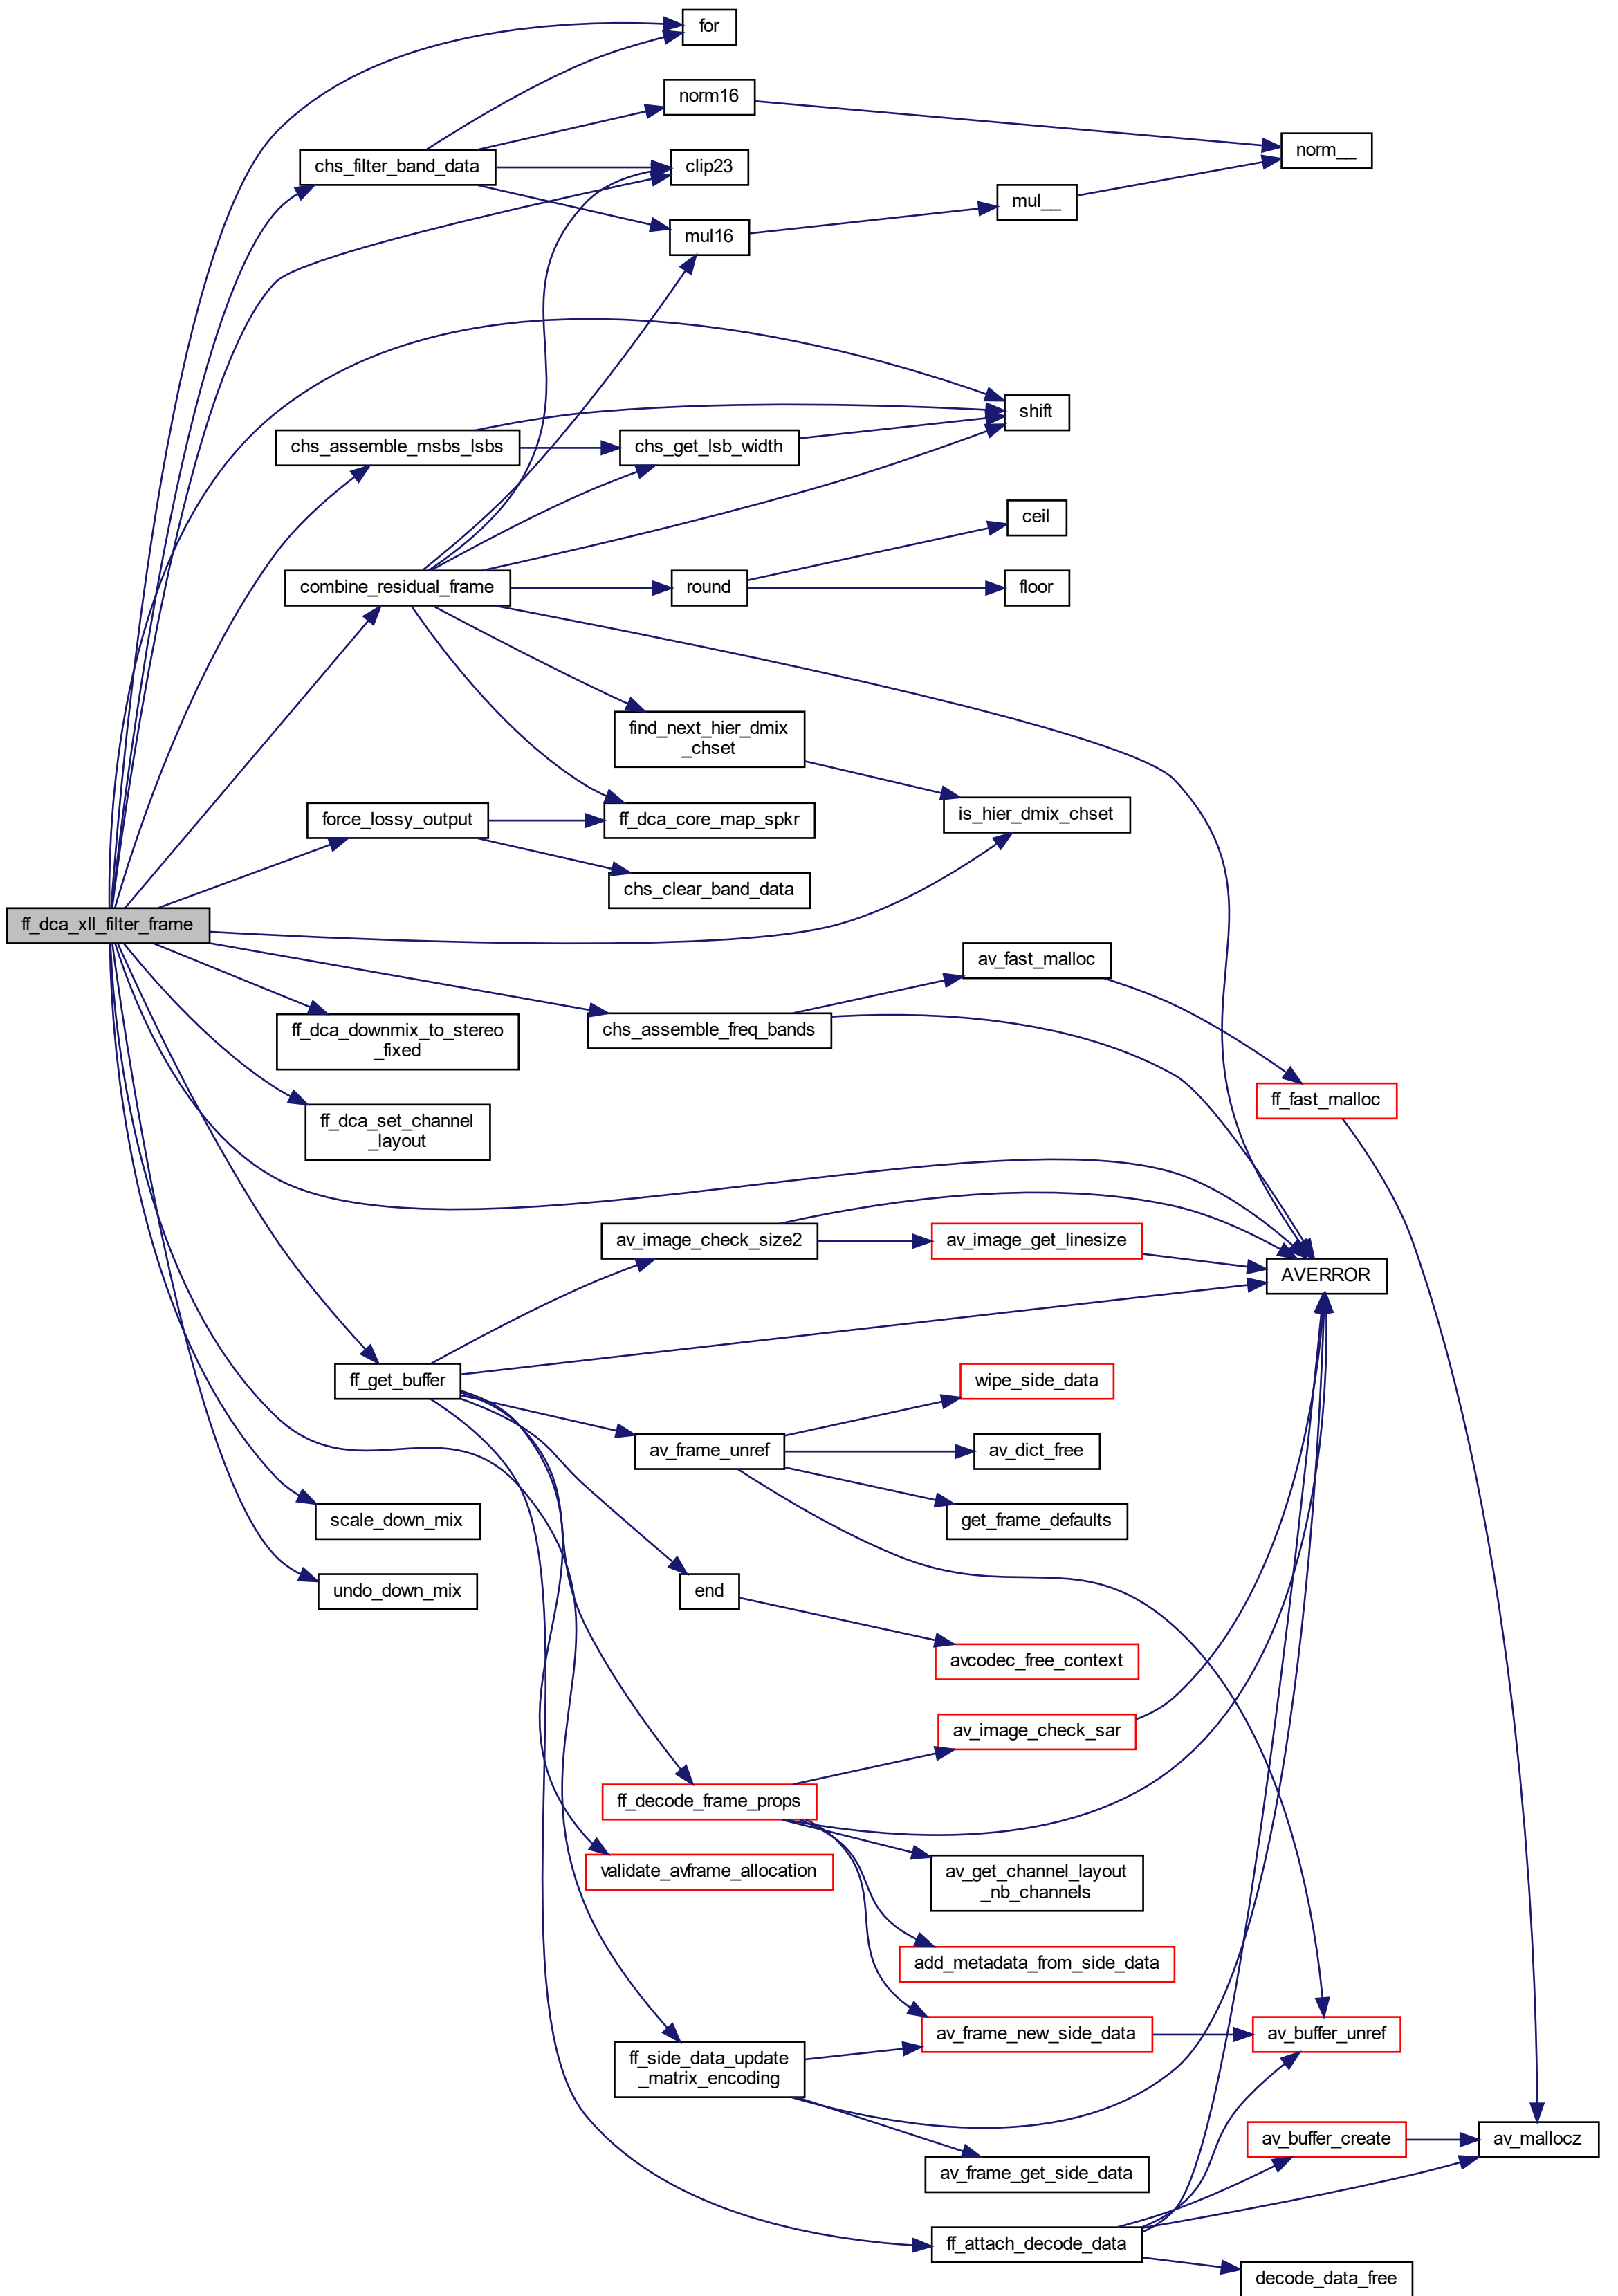 for
norm16
norm__
chs_filter_band_data
clip23
mul__
mul16
shift
chs_assemble_msbs_lsbs
chs_get_lsb_width
ceil
combine_residual_frame
round
floor
find_next_hier_dmix
_chset
is_hier_dmix_chset
force_lossy_output
ff_dca_core_map_spkr
chs_clear_band_data
ff_dca_xll_filter_frame
av_fast_malloc
ff_dca_downmix_to_stereo
_fixed
chs_assemble_freq_bands
ff_fast_malloc
ff_dca_set_channel
_layout
av_image_check_size2
av_image_get_linesize
AVERROR
ff_get_buffer
wipe_side_data
av_frame_unref
av_dict_free
scale_down_mix
get_frame_defaults
undo_down_mix
end
avcodec_free_context
av_image_check_sar
ff_decode_frame_props
validate_avframe_allocation
av_get_channel_layout
_nb_channels
add_metadata_from_side_data
av_frame_new_side_data
av_buffer_unref
ff_side_data_update
_matrix_encoding
av_buffer_create
av_mallocz
av_frame_get_side_data
ff_attach_decode_data
decode_data_free